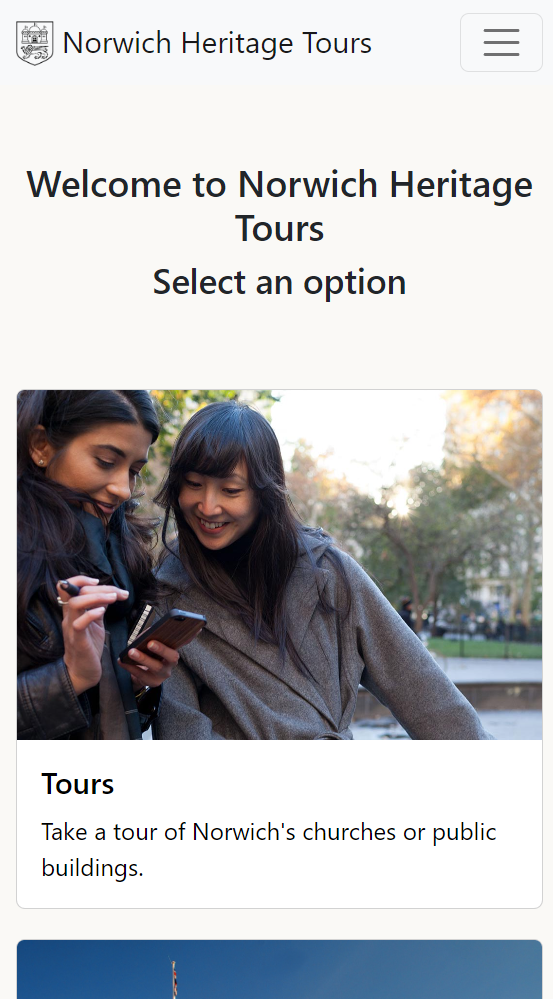 Norwich Heritage Tours
Welcome to Norwich Heritage
Tours
Select an option
Tours
Take a tour of Norwich's churches or public
buildings.